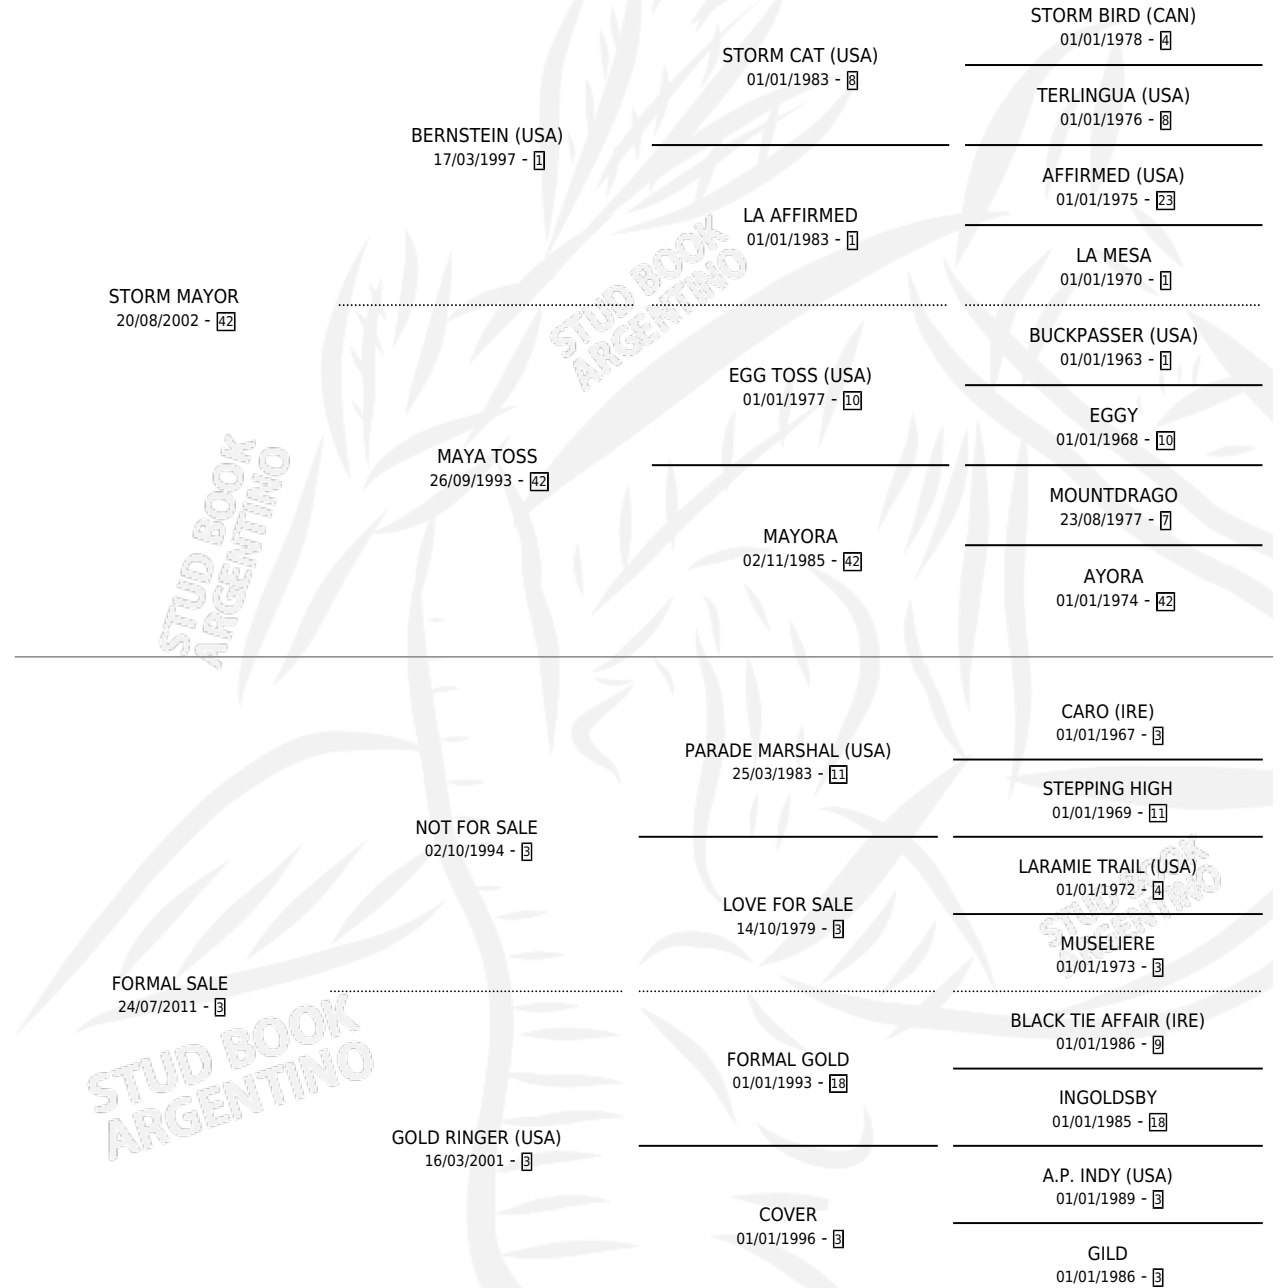 STORM BIRD (CAN)
01/01/1978 - 4
STORM CAT (USA)
01/01/1983 - 8
TERLINGUA (USA)
01/01/1976 - 8
BERNSTEIN (USA)
17/03/1997 - 1
AFFIRMED (USA)
01/01/1975 - 23
LA AFFIRMED
01/01/1983 - 1
LA MESA
01/01/1970 - 1
STORM MAYOR
20/08/2002 - 42
STUD BOOK
ARGENTINO
BUCKPASSER (USA)
01/01/1963 - 1
EGG TOSS (USA)
01/01/1977 - 10
EGGY
01/01/1968 - 10
MAYA TOSS
26/09/1993 - 42
MOUNTDRAGO
23/08/1977 - 7
MAYORA
02/11/1985 - 42
AYORA
01/01/1974 - 42
STUD BOOK
ARGENTINO
CARO (IRE)
01/01/1967 - 3
PARADE MARSHAL (USA)
25/03/1983 - 11
STEPPING HIGH
01/01/1969 - 11
NOT FOR SALE
02/10/1994 - 3
LARAMIE TRAIL (USA)
01/01/1972 - 4
LOVE FOR SALE
14/10/1979 - 3
MUSELIERE
01/01/1973 - 3
STUD BOOK
ARGENTINO
FORMAL SALE
24/07/2011 - 3
BLACK TIE AFFAIR (IRE)
01/01/1986 - 9
FORMAL GOLD
01/01/1993 - 18
INGOLDSBY
01/01/1985 - 18
STUD BOOK
ARGENTINO
GOLD RINGER (USA)
16/03/2001 - 3
A.P. INDY (USA)
01/01/1989 - 3
COVER
01/01/1996 - 3
GILD
01/01/1986 - 3